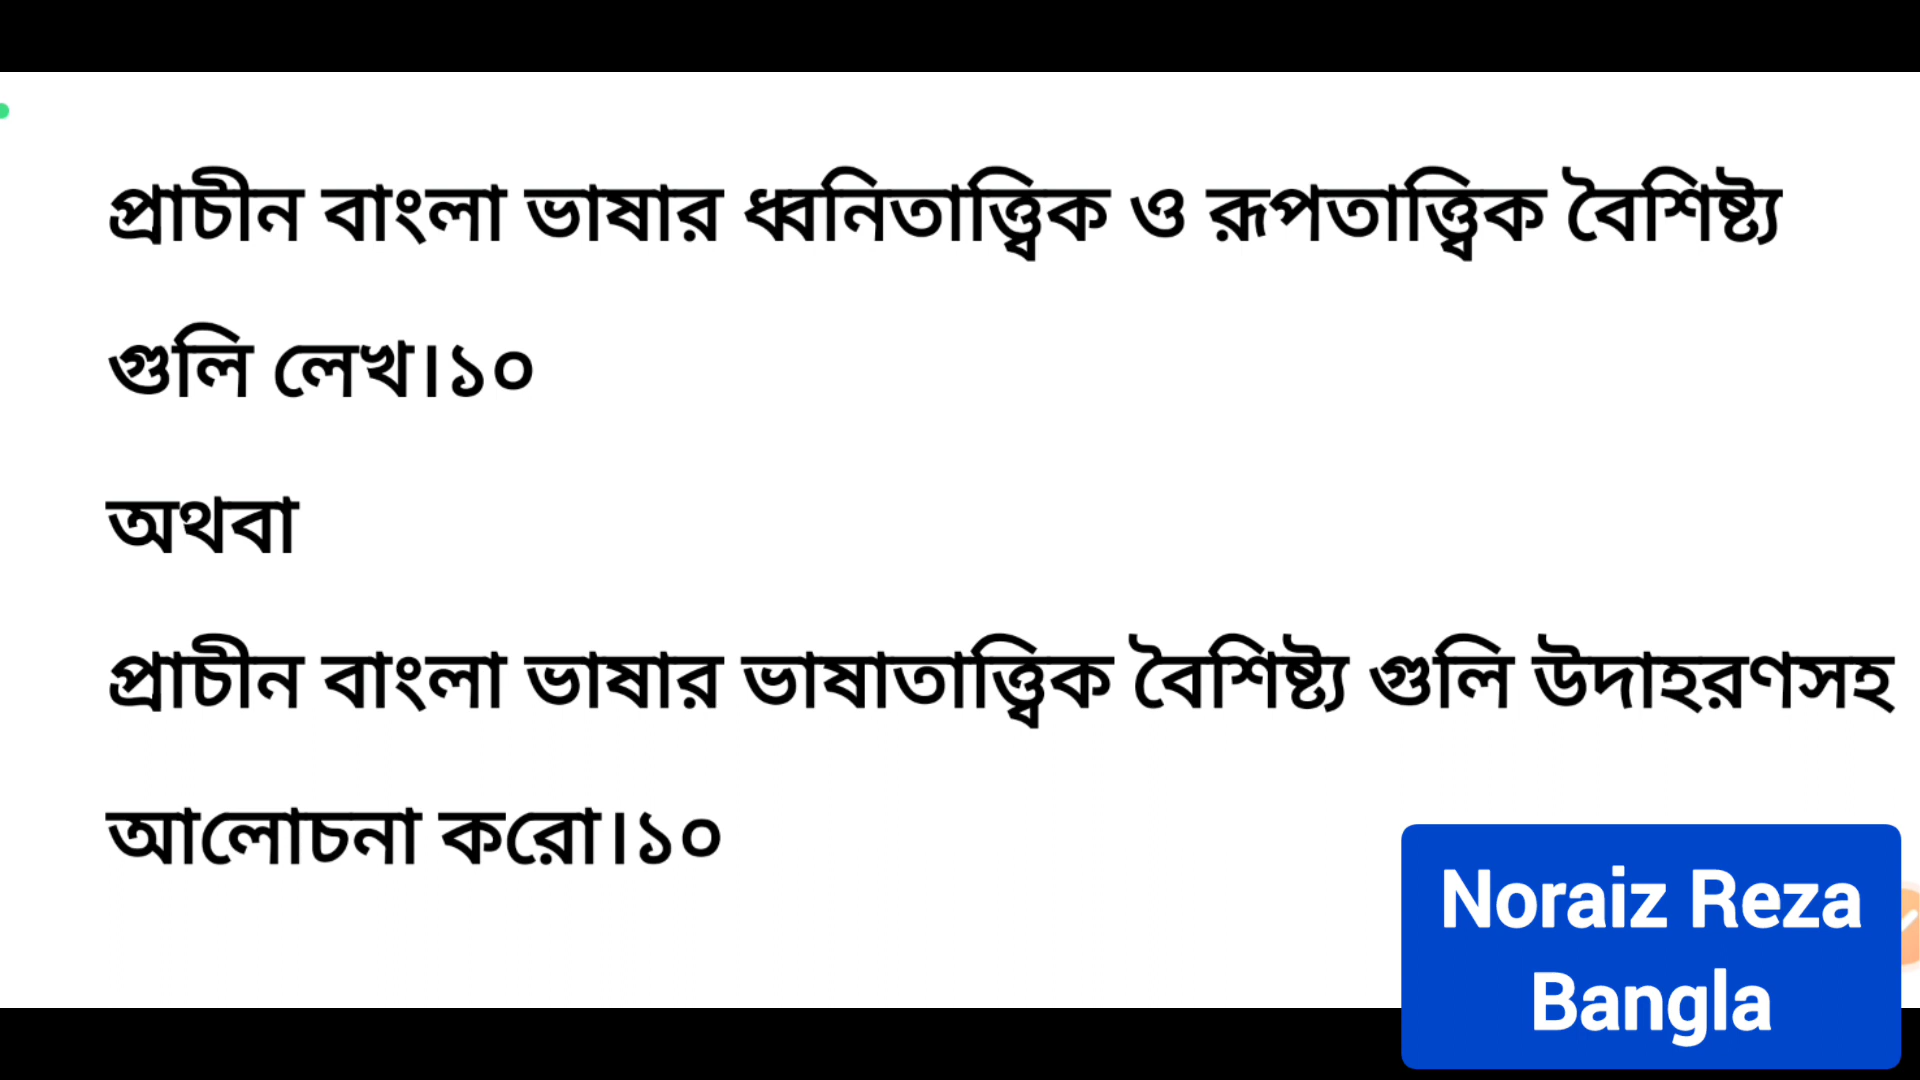 প্রাচীন বাংলা ভাষার ধ্বনিতাত্ত্বিক ও রূপতাত্ত্বিক বৈশিষ্ট্য
গুলি লেখ।১০
অথবা
প্রাচীন বাংলা ভাষার ভাষাতাত্ত্বিক বৈশিষ্ট্য গুলি উদাহরণসহ
আলোচনা করো।১০
Noraiz Reza
Bangla